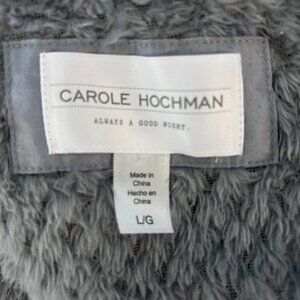 CAROLE HOCHMAN
ALWAYS A GOOD NIGHT.
Made in
China
Hecho en
China
L/G